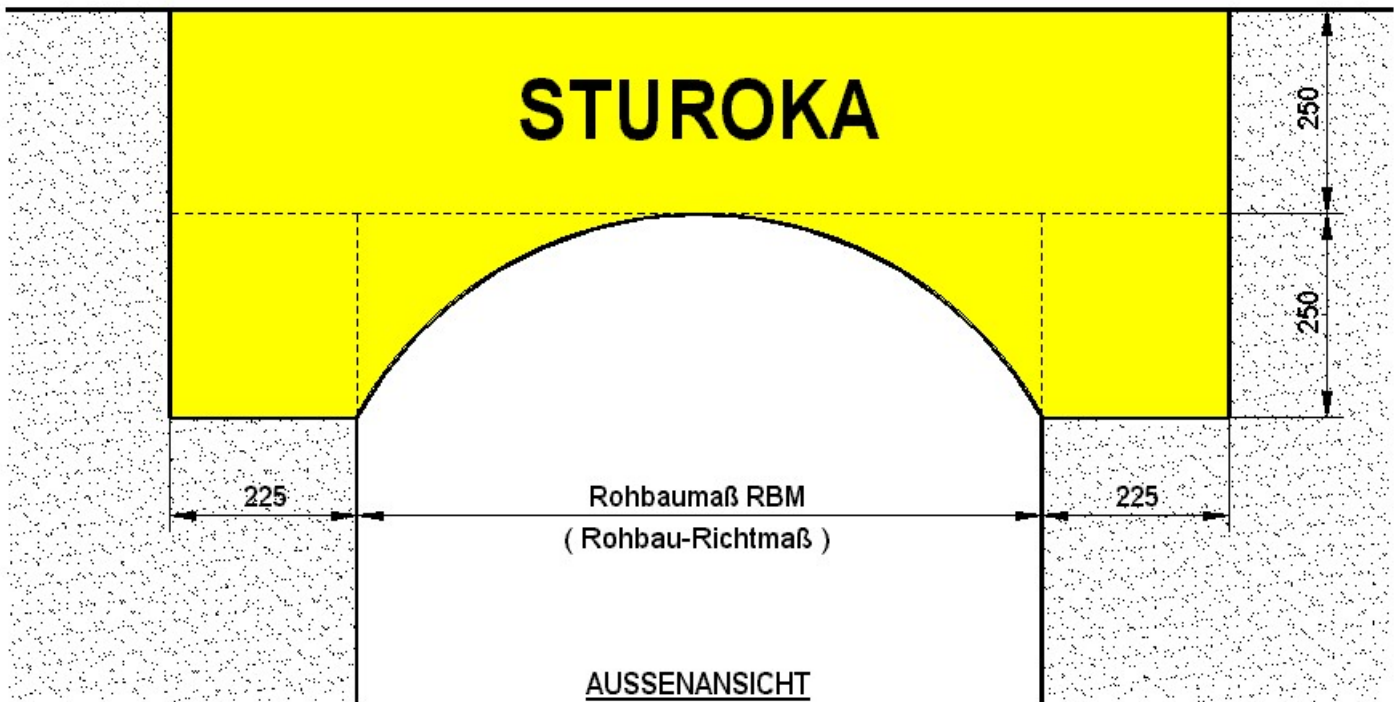 STUROKA
250
250
225
Rohbaumaß RBM
225
( Rohbau-Richtmaß )
AUSSENANSICHT